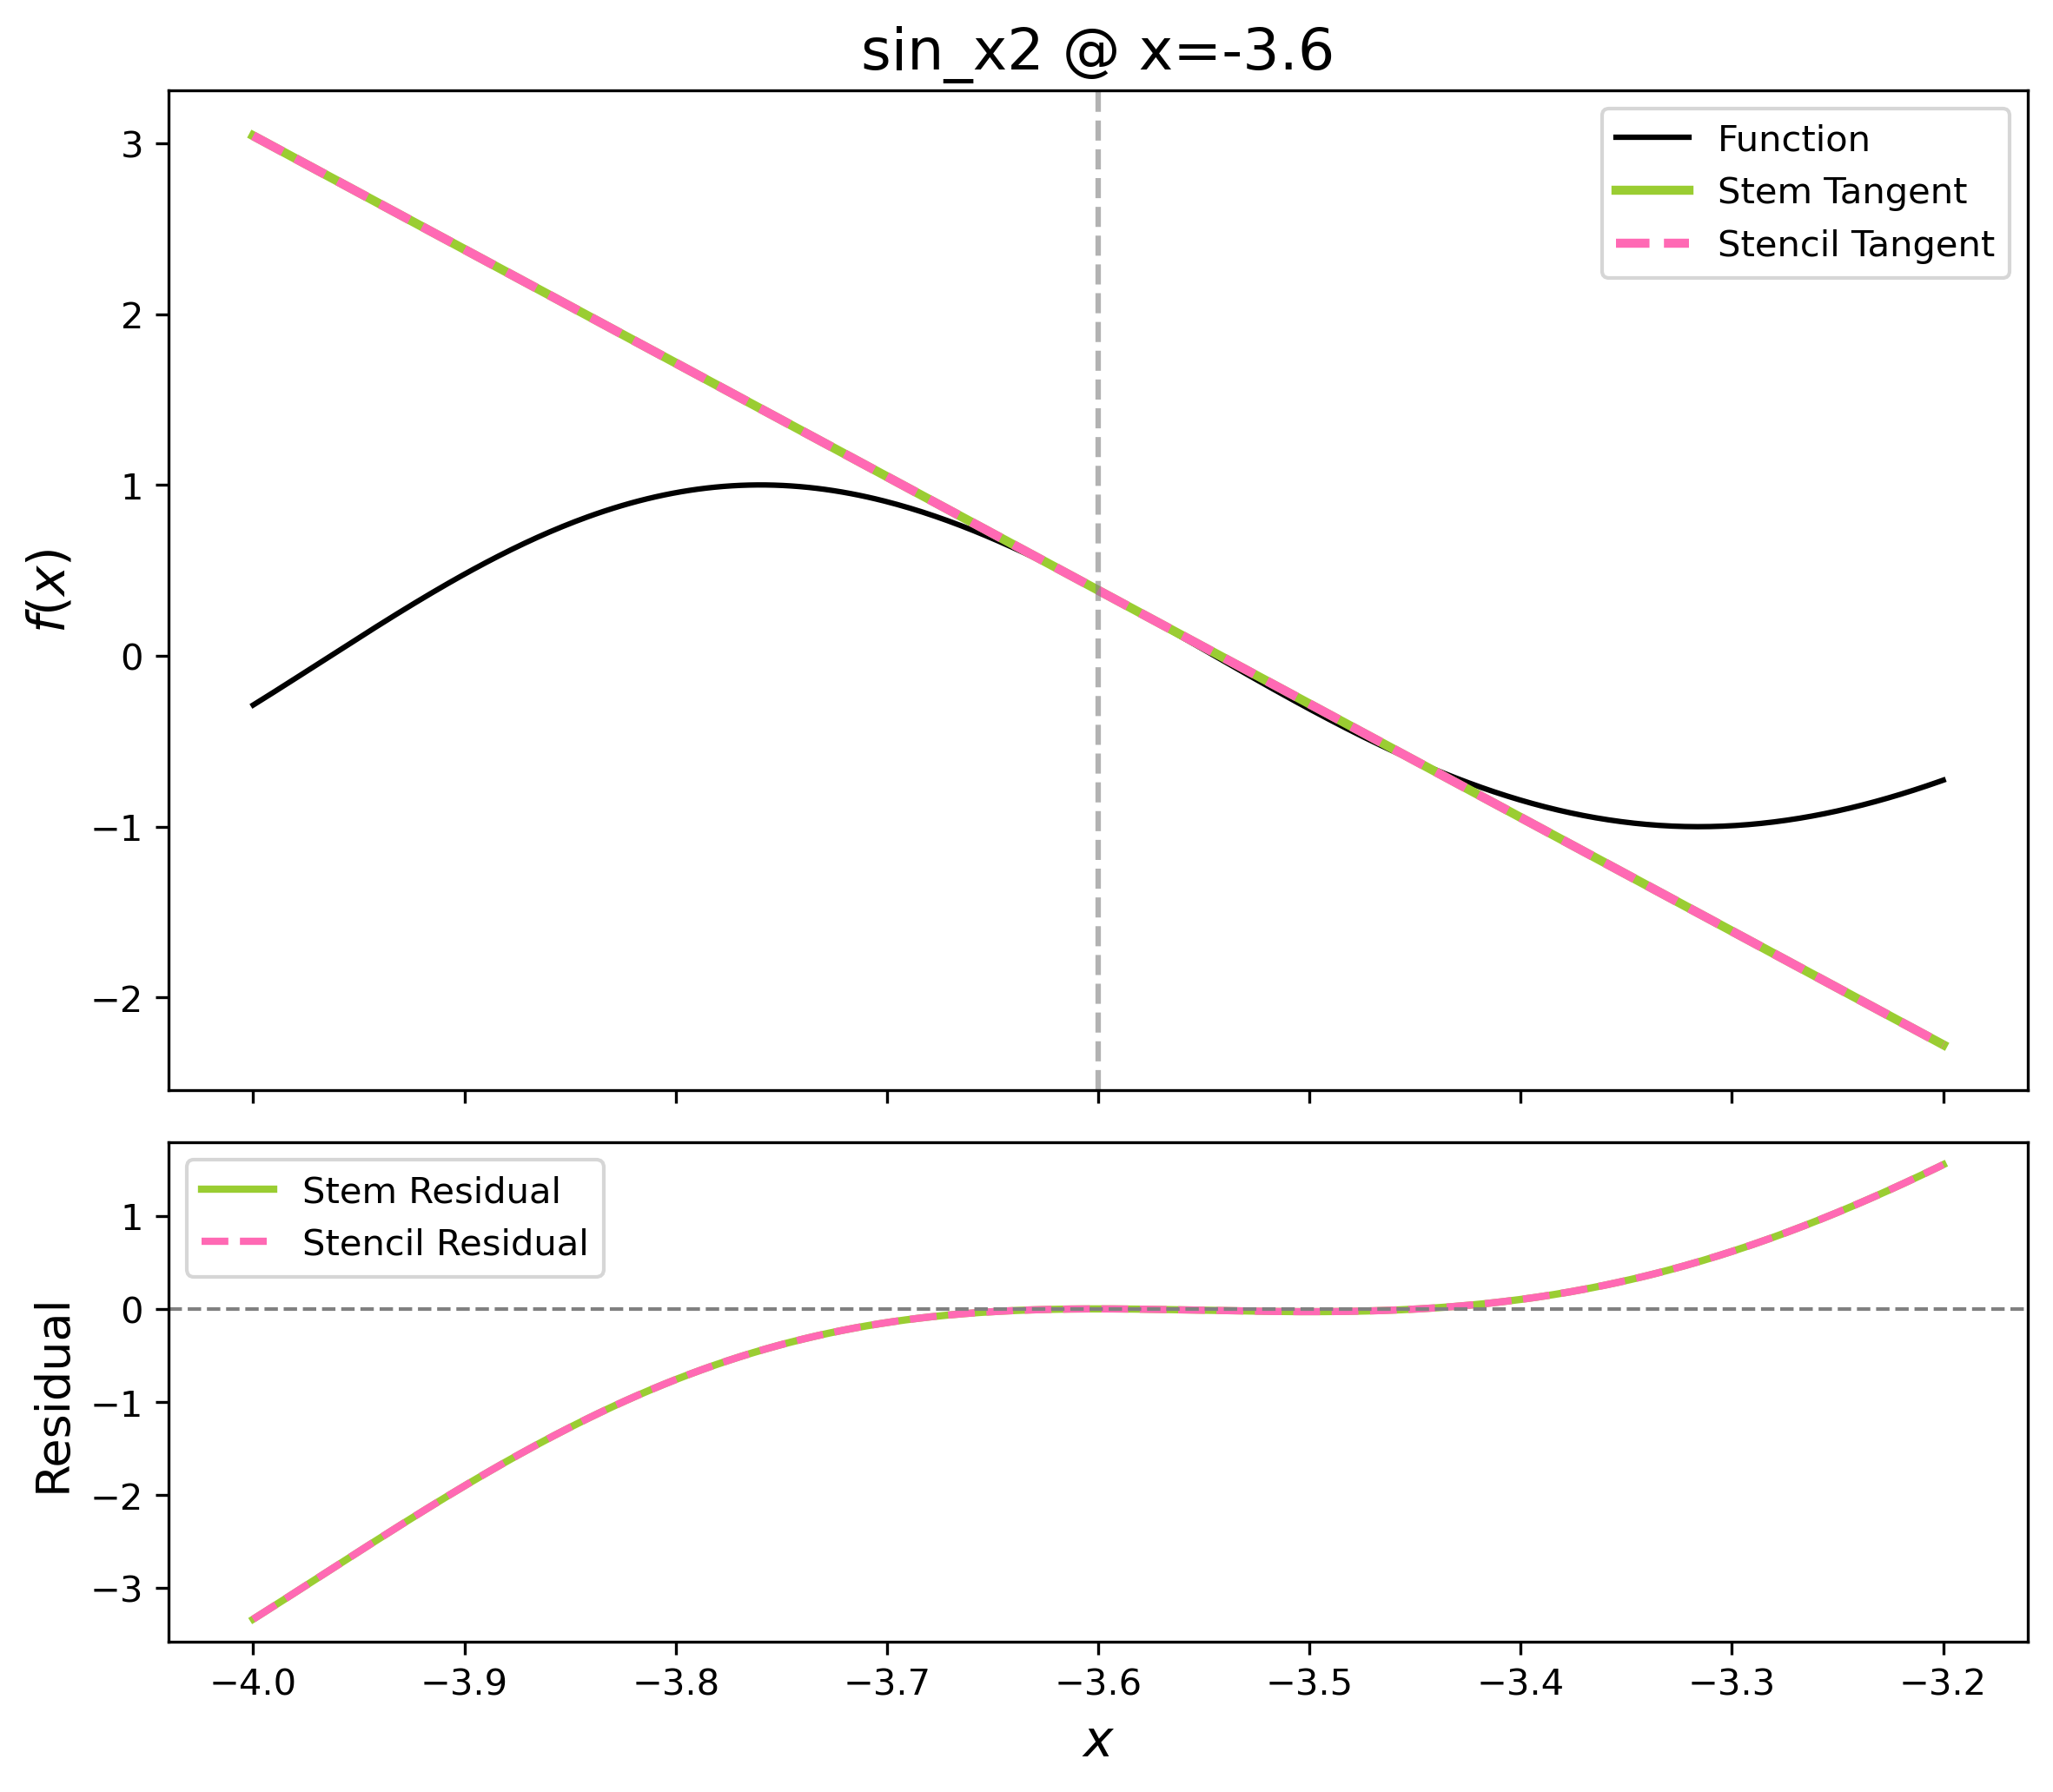 sin_x2 @ x=-3.6
3
2
1
0
−1
−2
f(x)
Function
Stem Tangent
Stencil Tangent
1
0
−1
−2
−3
Residual
Stem Residual
Stencil Residual
−4.0 −3.9 −3.8 −3.7 −3.6 −3.5 −3.4 −3.3 −3.2
x